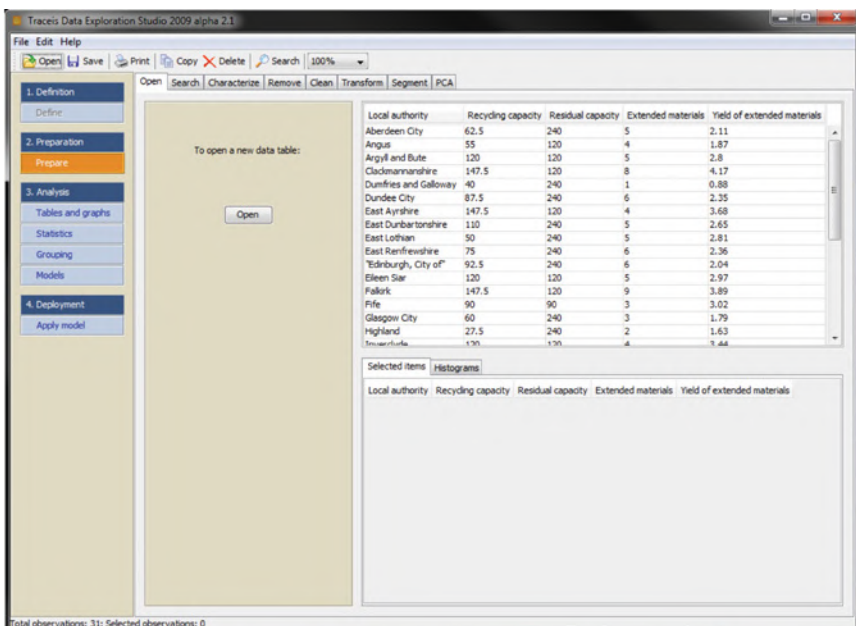 Traceis Data Exploration Studio 2009 alpha 2.1
File Edit Help
Open Save Print Copy Delete Search 100%
1. Definition
Define
2. Preparation
Prepare
3. Analysis
Tables and graphs
Statistics
Grouping
Models
4. Deployment
Apply model
Open Search Characterize Remove Clean Transform Segment PCA
To open a new data table:
Open
Local authority Recycling capacity Residual capacity Extended materials Yield of extended materials
Aberdeen City 62.5 240 5 2.11
Angus 55 120 4 1.87
Argyll and Bute 120 120 5 2.8
Clackmannanshire 147.5 120 8 4.17
Dumfries and Galloway 40 240 1 0.88
Dundee City 87.5 240 6 2.35
East Ayrshire 147.5 120 4 3.68
East Dunbartonshire 110 240 5 2.65
East Lothian 50 240 5 2.81
East Renfrewshire 75 240 6 2.36
"Edinburgh, City of" 92.5 240 6 2.04
Eileen Siar 120 120 5 2.97
Falkirk 147.5 120 9 3.89
Fife 90 90 3 3.02
Glasgow City 60 240 3 1.79
Highland 27.5 240 2 1.63
Inverclyde 120 120 4 3.44
Selected items Histograms
Local authority Recycling capacity Residual capacity Extended materials Yield of extended materials
Total observations: 31; Selected observations: 0